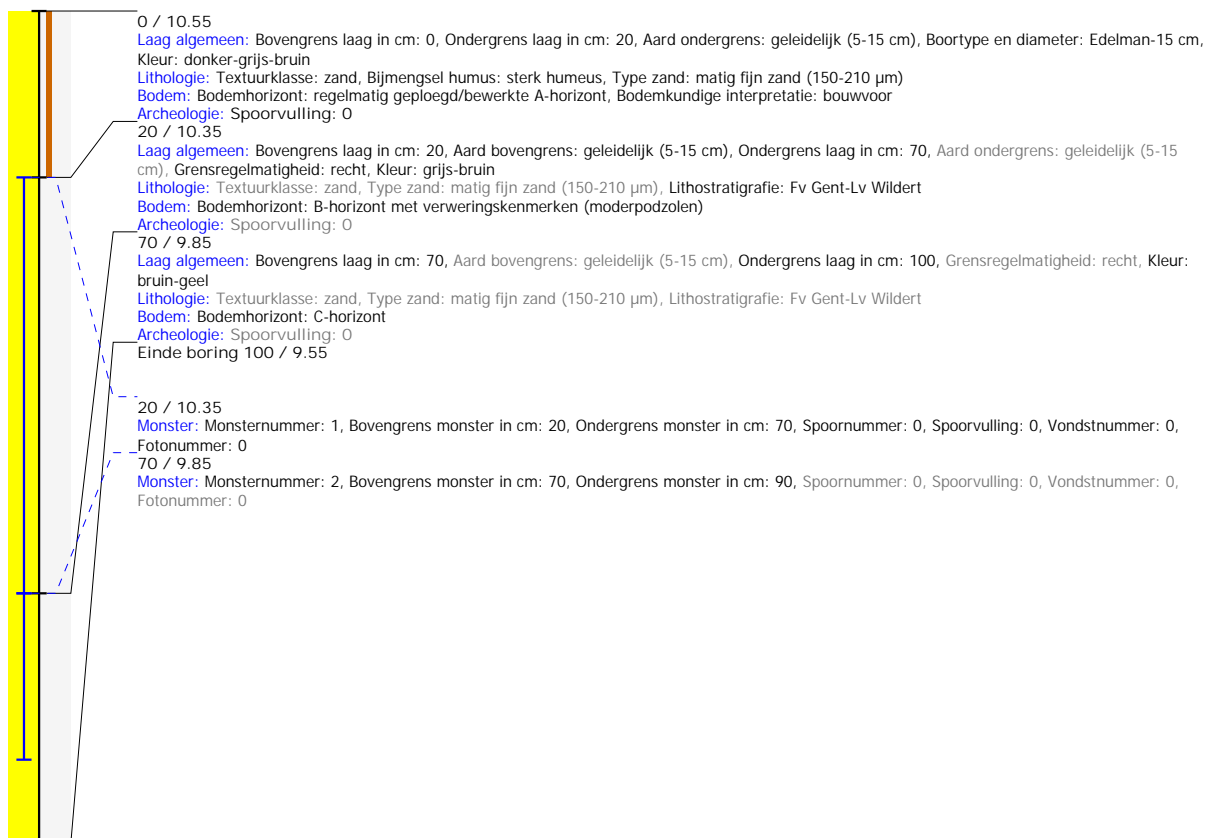 0 / 10.55
Laag algemeen: Bovengrens laag in cm: 0, Ondergrens laag in cm: 20, Aard ondergrens: geleidelijk (5-15 cm), Boortype en diameter: Edelman-15 cm,
Kleur: donker-grijs-bruin
Lithologie: Textuurklasse: zand, Bijmengsel humus: sterk humeus, Type zand: matig fijn zand (150-210 µm)
Bodem: Bodemhorizont: regelmatig geploegd/bewerkte A-horizont, Bodemkundige interpretatie: bouwvoor
Archeologie: Spoorvulling: 0
20 / 10.35
Laag algemeen: Bovengrens laag in cm: 20, Aard bovengrens: geleidelijk (5-15 cm), Ondergrens laag in cm: 70, Aard ondergrens: geleidelijk (5-15
cm), Grensregelmatigheid: recht, Kleur: grijs-bruin
Lithologie: Textuurklasse: zand, Type zand: matig fijn zand (150-210 µm), Lithostratigrafie: Fv Gent-Lv Wildert
Bodem: Bodemhorizont: B-horizont met verweringskenmerken (moderpodzolen)
Archeologie: Spoorvulling: 0
70 / 9.85
Laag algemeen: Bovengrens laag in cm: 70, Aard bovengrens: geleidelijk (5-15 cm), Ondergrens laag in cm: 100, Grensregelmatigheid: recht, Kleur:
bruin-geel
Lithologie: Textuurklasse: zand, Type zand: matig fijn zand (150-210 µm), Lithostratigrafie: Fv Gent-Lv Wildert
Bodem: Bodemhorizont: C-horizont
Archeologie: Spoorvulling: 0
Einde boring 100 / 9.55
20 / 10.35
Monster: Monsternummer: 1, Bovengrens monster in cm: 20, Ondergrens monster in cm: 70, Spoornummer: 0, Spoorvulling: 0, Vondstnummer: 0,
Fotonummer: 0
70 / 9.85
Monster: Monsternummer: 2, Bovengrens monster in cm: 70, Ondergrens monster in cm: 90, Spoornummer: 0, Spoorvulling: 0, Vondstnummer: 0,
Fotonummer: 0